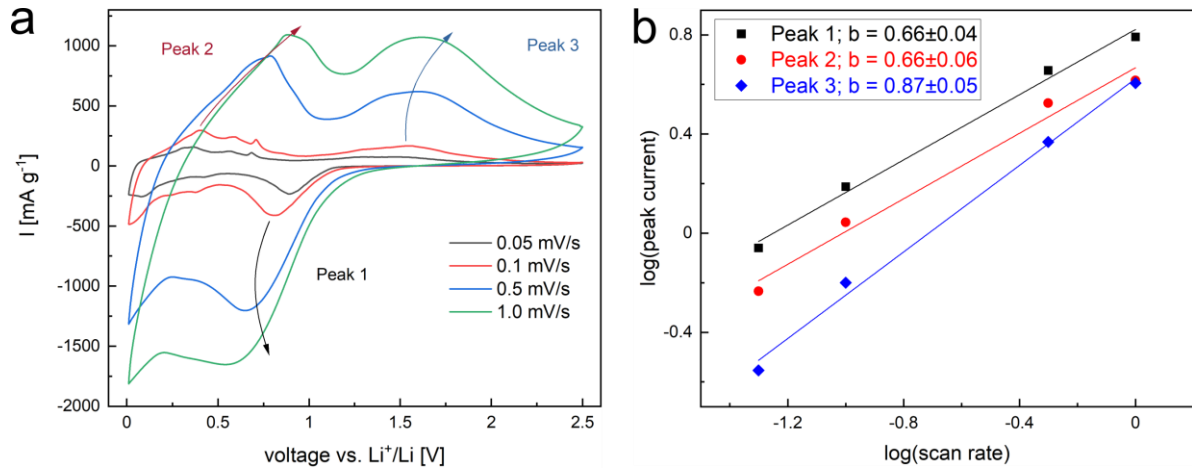 a
Peak 2
Peak 3
Peak 1
0.05 mV/s
0.1 mV/s
0.5 mV/s
1.0 mV/s
1000
500
0
-500
-1000
-1500
-2000
I [mA g⁻¹]
0
0.5
1
1.5
2
2.5
voltage vs. Li⁺/Li [V]
b
Peak 1; b = 0.66±0.04
Peak 2; b = 0.66±0.06
Peak 3; b = 0.87±0.05
0.8
0.4
0
-0.4
log(peak current)
-1.2
-0.8
-0.4
0
log(scan rate)